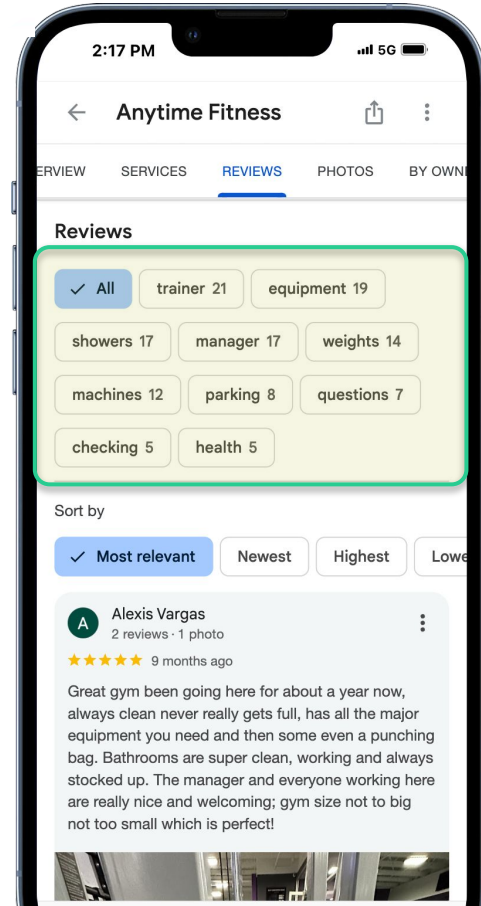 2:17 PM 5G
Anytime Fitness
ERVIEW SERVICES REVIEWS PHOTOS BY OWNE
Reviews
All trainer 21 equipment 19
showers 17 manager 17 weights 14
machines 12 parking 8 questions 7
checking 5 health 5
Sort by
Most relevant Newest Highest Lowe
A Alexis Vargas
2 reviews · 1 photo
9 months ago
Great gym been going here for about a year now,
always clean never really gets full, has all the major
equipment you need and then some even a punching
bag. Bathrooms are super clean, working and always
stocked up. The manager and everyone working here
are really nice and welcoming; gym size not to big
not too small which is perfect!